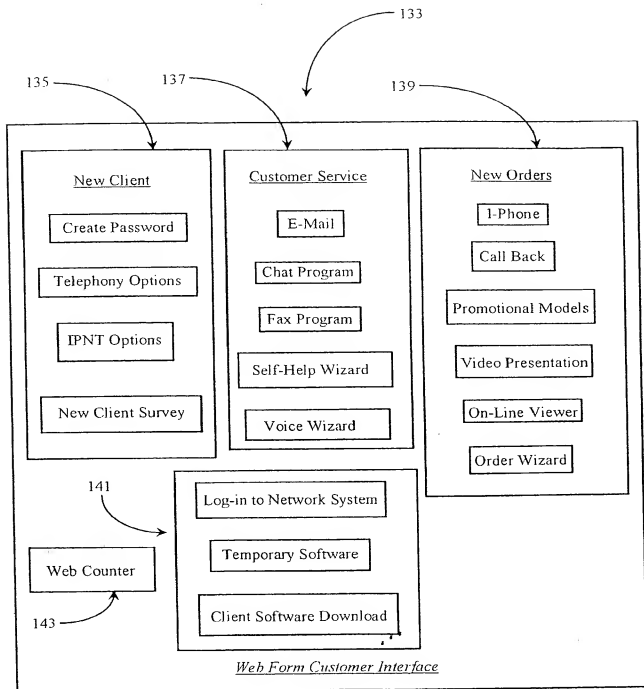 133
135
137
139
New Client
Create Password
Telephony Options
IPNT Options
New Client Survey
Customer Service
E-Mail
Chat Program
Fax Program
Self-Help Wizard
Voice Wizard
New Orders
I-Phone
Call Back
Promotional Models
Video Presentation
On-Line Viewer
Order Wizard
141
Log-in to Network System
Temporary Software
Client Software Download
Web Counter
143
Web Form Customer Interface